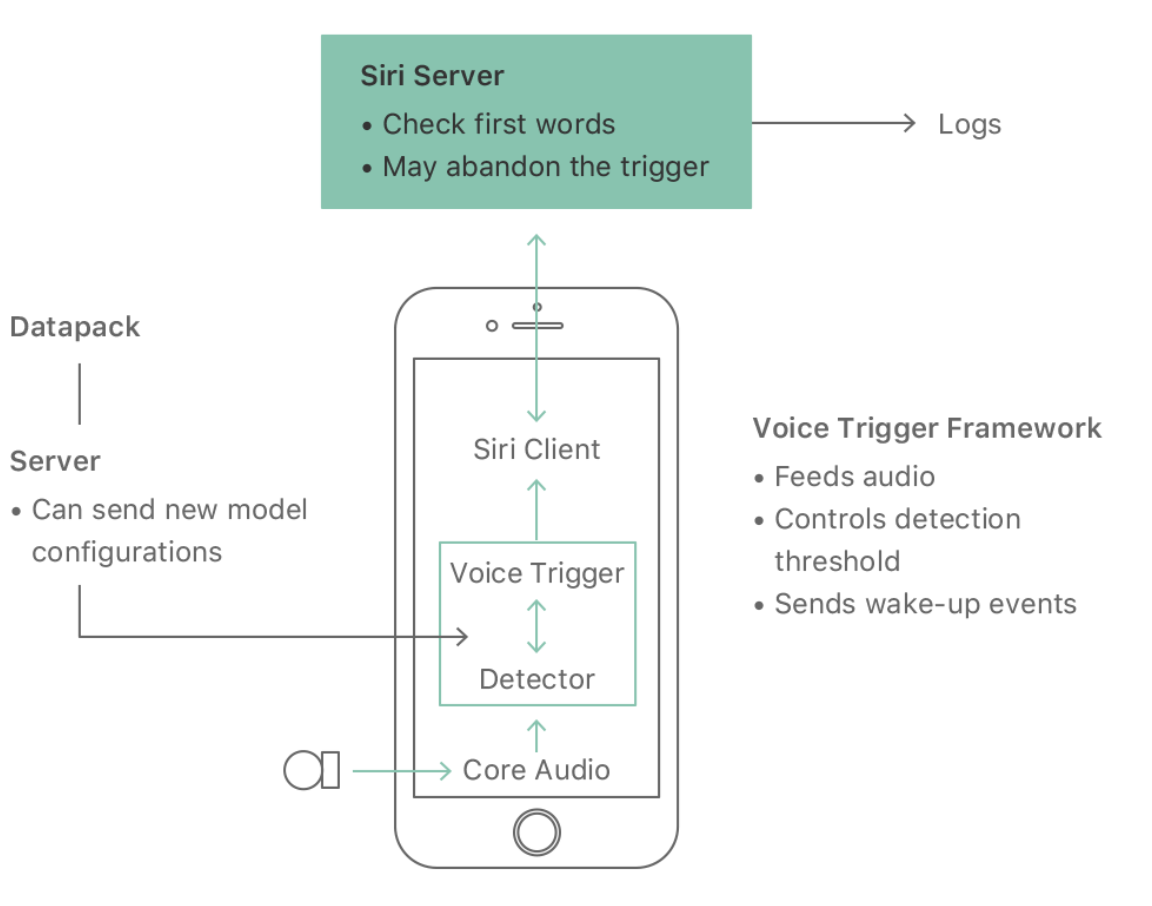 Siri Server
• Check first words
• May abandon the trigger
Logs
Datapack
Server
• Can send new model
configurations
Siri Client
Voice Trigger
Detector
Core Audio
Voice Trigger Framework
• Feeds audio
• Controls detection
threshold
• Sends wake-up events